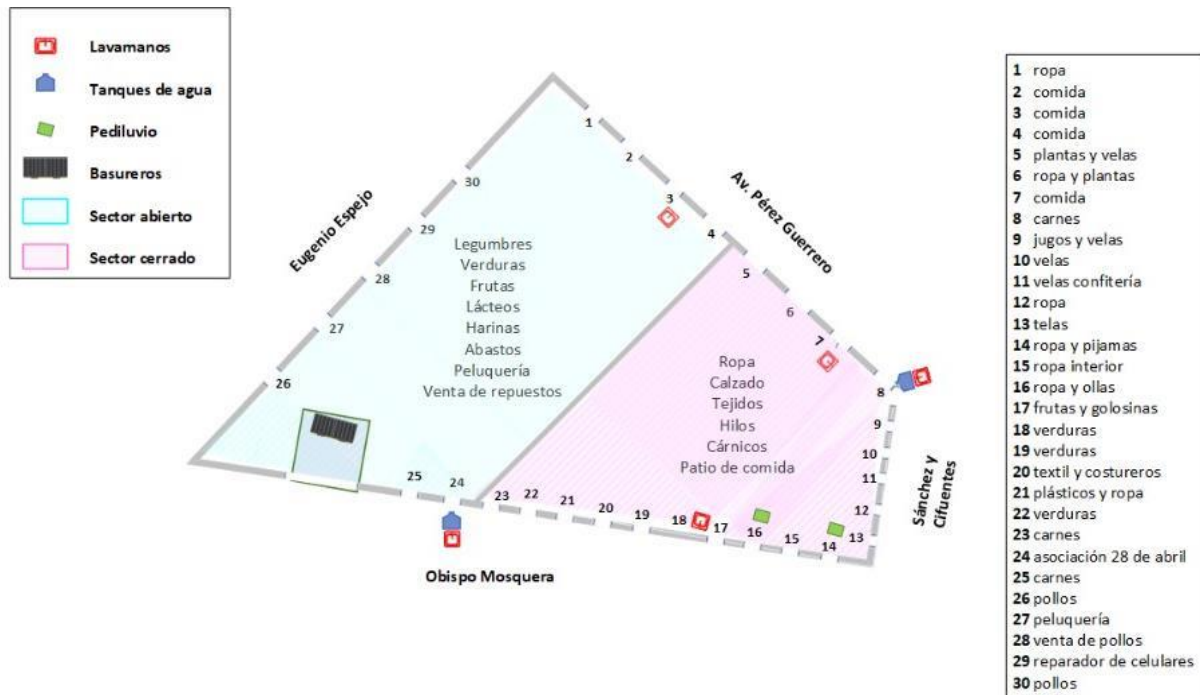 Lavamanos
Tanques de agua
Pediluvio
Basureros
Sector abierto
Sector cerrado
Eugenio Espejo
Av. Pérez Guerrero
Sánchez y
Cifuentes
Obispo Mosquera
1
2
3
4
5
6
7
8
9
10
11
12
13
14
15
16
17
18
19
20
21
22
23
24
25
26
27
28
29
30
Legumbres
Verduras
Frutas
Lácteos
Harinas
Abastos
Peluquería
Venta de repuestos
Ropa
Calzado
Tejidos
Hilos
Cárnicos
Patio de comida
1 ropa
2 comida
3 comida
4 comida
5 plantas y velas
6 ropa y plantas
7 comida
8 carnes
9 jugos y velas
10 velas
11 velas confitería
12 ropa
13 telas
14 ropa y pijamas
15 ropa interior
16 ropa y ollas
17 frutas y golosinas
18 verduras
19 verduras
20 textil y costureros
21 plásticos y ropa
22 verduras
23 carnes
24 asociación 28 de abril
25 carnes
26 pollos
27 peluquería
28 venta de pollos
29 reparador de celulares
30 pollos